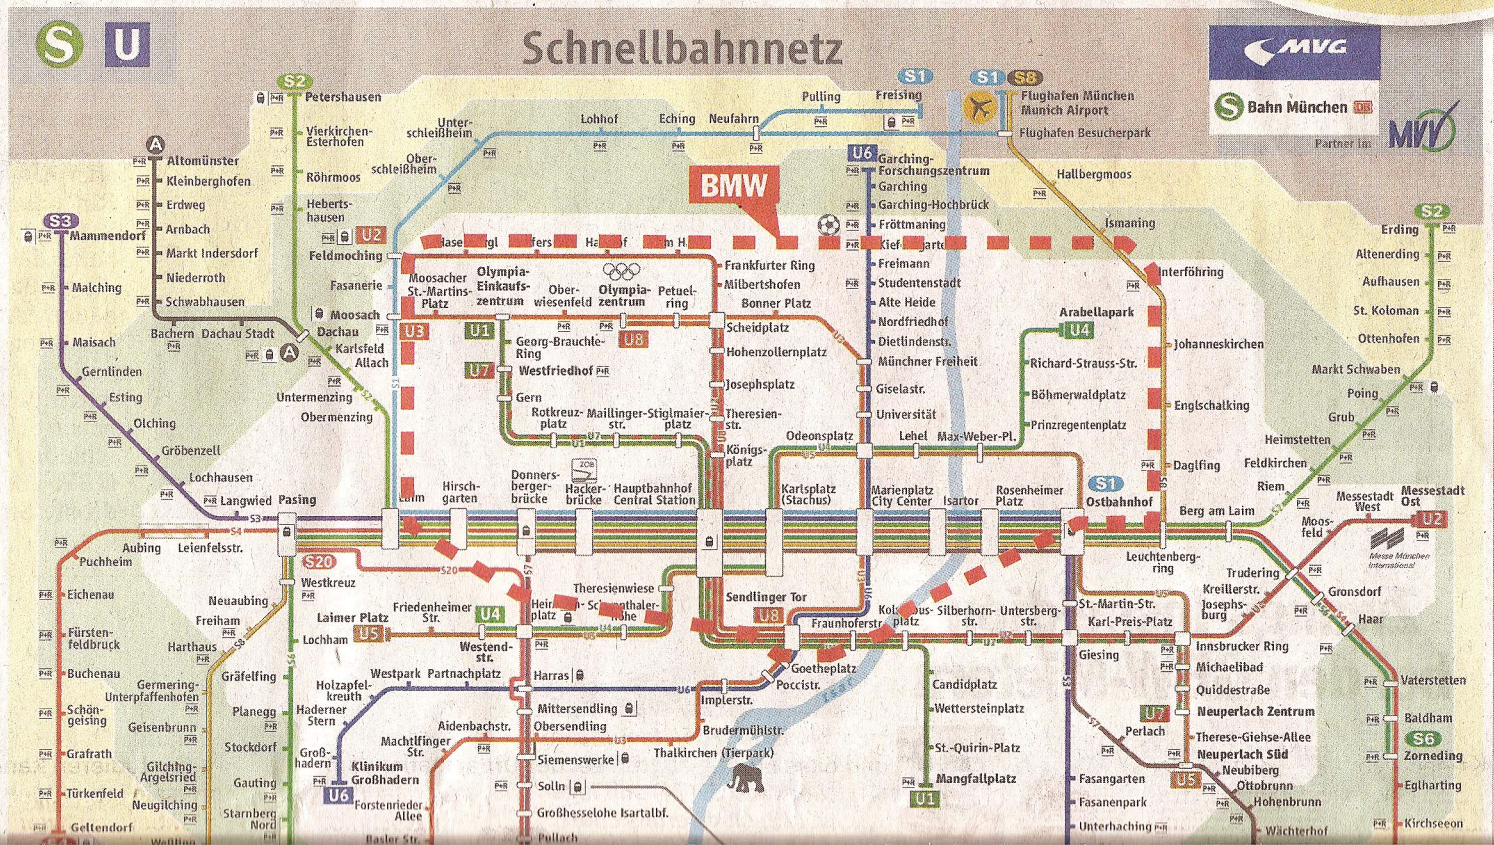 S
U
Schnellbahnnetz
MVG
S Bahn München DB
Partner im
MVV
BMW
S2
Petershausen
Vierkirchen-
Esterhofen
Röhrmoos
Heberts-
hausen
A
Altomünster
Kleinberghofen
Erdweg
Arnbach
Markt Indersdorf
Niederroth
Schwabhausen
Bachern
Dachau Stadt
A
Dachau
Karlsfeld
Allach
Untermenzing
Obermenzing
S3
Mammendorf
Malching
Maisach
Gernlinden
Esting
Olching
Gröbenzell
Lochhausen
Langwied
Pasing
Unter-
schleißheim
Ober-
schleißheim
Lohhof
Eching
Neufahrn
Pulling
S1
Freising
S1
S8
Flughafen München
Munich Airport
Flughafen Besucherpark
Hallbergmoos
Ismaning
Interföhring
Johanneskirchen
Englschalking
Daglfing
U6
Garching-
Forschungszentrum
Garching
Garching-Hochbrück
Fröttmaning
Freimann
Studentenstadt
Alte Heide
Nordfriedhof
Dietlindenstr.
Münchner Freiheit
Giselastr.
Universität
U2
Feldmoching
Fasanerie
Moosach
U3
Moosacher
St.-Martins-
Platz
Olympia-
Einkaufs-
zentrum
Ober-
wiesenfeld
Olympia-
zentrum
Petuel-
ring
Frankfurter Ring
Milbertshofen
Bonner Platz
Scheidplatz
U8
Hohenzollernplatz
Josephsplatz
Theresien-
str.
Königs-
platz
U1
Georg-Brauchle-
Ring
U7
Westfriedhof
Gern
Rotkreuz-
platz
Maillinger-
str.
Stiglmaier-
platz
Arabellapark
U4
Richard-Strauss-Str.
Böhmerwaldplatz
Prinzregentenplatz
Odeonsplatz
Lehel
Max-Weber-Pl.
Laim
Hirsch-
garten
Donners-
berger-
brücke
ZOB
Hacker-
brücke
Hauptbahnhof
Central Station
Karlsplatz
(Stachus)
Marienplatz
City Center
Isartor
Rosenheimer
Platz
S1
Ostbahnhof
Leuchtenberg-
ring
Berg am Laim
S2
Erding
Altenerding
Aufhausen
St. Koloman
Ottenhofen
Markt Schwaben
Poing
Grub
Heimstetten
Feldkirchen
Riem
Messestadt
West
Messestadt
Ost
U2
Moos-
feld
Messe München
International
Trudering
Kreillerstr.
Josephs-
burg
Gronsdorf
Haar
Vaterstetten
Baldham
S6
Zorneding
Eglharting
Kirchseeon
S4
Aubing
Leienfelsstr.
Puchheim
Eichenau
Fürsten-
feldbruck
Buchenau
Schön-
geising
Grafrath
Türkenfeld
Geltendorf
S20
Westkreuz
Neuaubing
Freiham
Harthaus
Germering-
Unterpfaffenhofen
Geisenbrunn
Gilching-
Argelsried
Neugilching
Weßling
Lochham
Gräfelfing
Planegg
Stockdorf
Gauting
Starnberg
Nord
Laimer Platz
U5
Friedenheimer
Str.
U4
Westend-
str.
Theresienwiese
Sendlinger Tor
U8
Fraunhoferstr.
Silberhorn-
str.
Untersberg-
str.
Giesing
St.-Martin-Str.
Karl-Preis-Platz
Innsbrucker Ring
Michaelibad
Quiddestraße
U7
Neuperlach Zentrum
Therese-Giehse-Allee
Neuperlach Süd
U5
Perlach
Neubiberg
Ottobrunn
Hohenbrunn
Wächterhof
Fasangarten
Fasanenpark
Unterhaching
Candidplatz
Wettersteinplatz
St.-Quirin-Platz
Mangfallplatz
U1
Goetheplatz
Poccistr.
Implerstr.
Brudermühlstr.
Thalkirchen (Tierpark)
Isar
Harras
Mittersendling
Obersendling
Siemenswerke
Solln
Großhesselohe Isartalbf.
Pullach
Partnachplatz
Westpark
Holzapfel-
kreuth
Haderner
Stern
Groß-
hadern
Klinikum
Großhadern
U6
Aidenbachstr.
Machtlfinger
Str.
Forstenrieder
Allee
Basler Str.